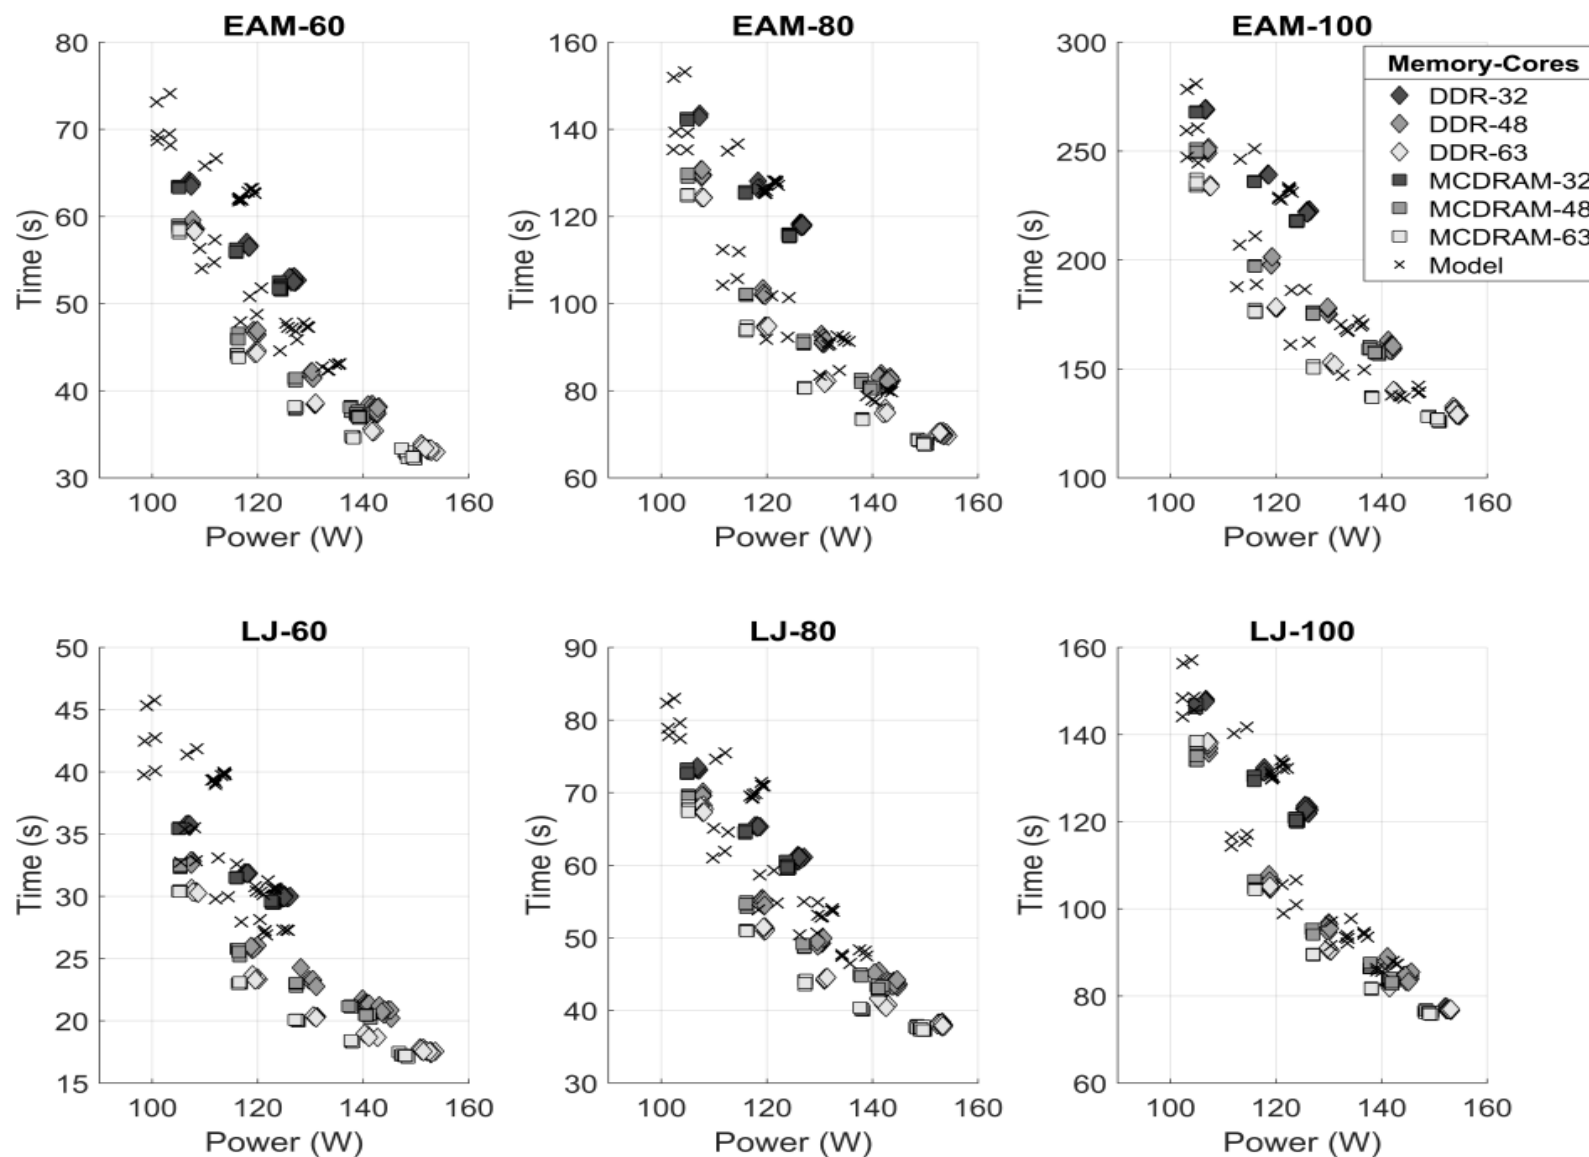 EAM-60
80
70
60
50
40
30
Time (s)
100 120 140 160
Power (W)
EAM-80
160
140
120
100
80
60
Time (s)
100 120 140 160
Power (W)
EAM-100
300
250
200
150
100
Time (s)
100 120 140 160
Power (W)
Memory-Cores
DDR-32
DDR-48
DDR-63
MCDRAM-32
MCDRAM-48
MCDRAM-63
Model
LJ-60
50
45
40
35
30
25
20
15
Time (s)
100 120 140 160
Power (W)
LJ-80
90
80
70
60
50
40
30
Time (s)
100 120 140 160
Power (W)
LJ-100
160
140
120
100
80
60
Time (s)
100 120 140 160
Power (W)